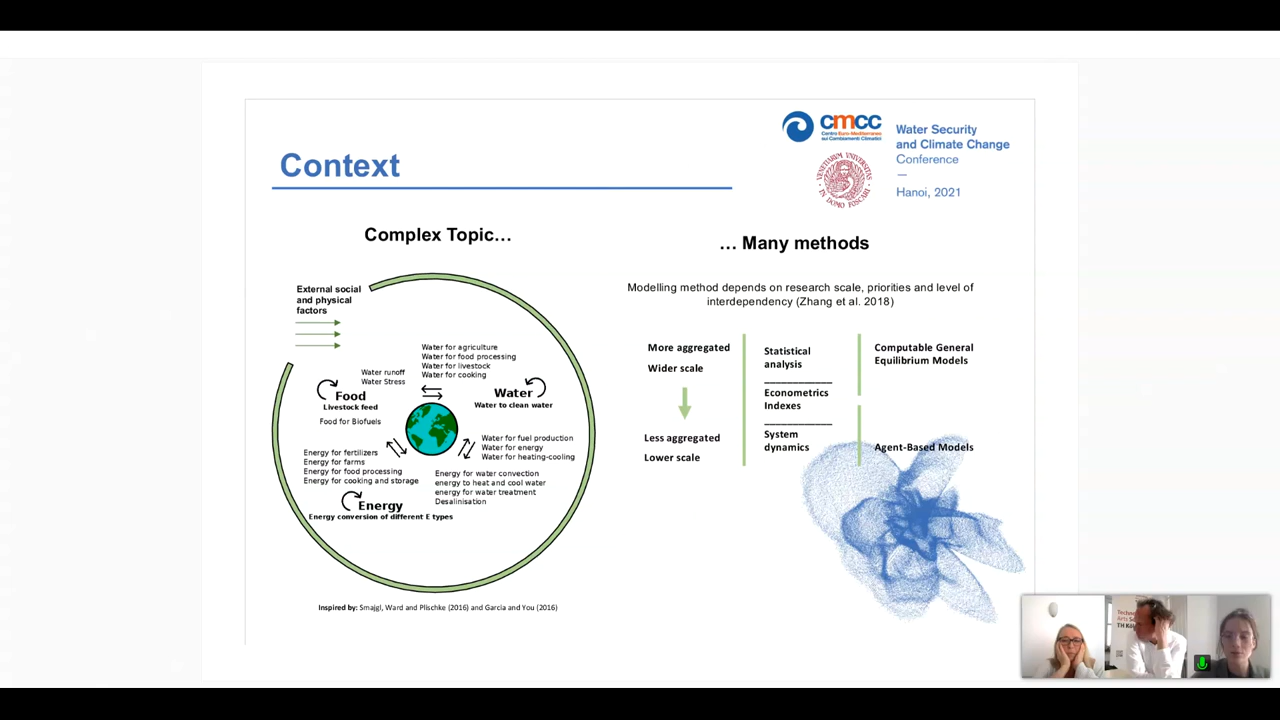 cmcc
Centro Euro-Mediterraneo
sui Cambiamenti Climatici
VENETIARUM UNIVERSITAS
IN DOMO FOSCARI
Water Security
and Climate Change
Conference
—
Hanoi, 2021
Context
Complex Topic…
External social
and physical
factors
Water for agriculture
Water for food processing
Water for livestock
Water for cooking
Water runoff
Water Stress
Food
Livestock feed
Food for Biofuels
Water
Water to clean water
Energy for fertilizers
Energy for farms
Energy for food processing
Energy for cooking and storage
Water for fuel production
Water for energy
Water for heating-cooling
Energy for water convection
energy to heat and cool water
energy for water treatment
Desalinisation
Energy
Energy conversion of different E types
Inspired by: Smajgl, Ward and Plischke (2016) and Garcia and You (2016)
… Many methods
Modelling method depends on research scale, priorities and level of
interdependency (Zhang et al. 2018)
More aggregated
Wider scale
Less aggregated
Lower scale
Statistical
analysis
Econometrics
Indexes
System
dynamics
Computable General
Equilibrium Models
Agent-Based Models